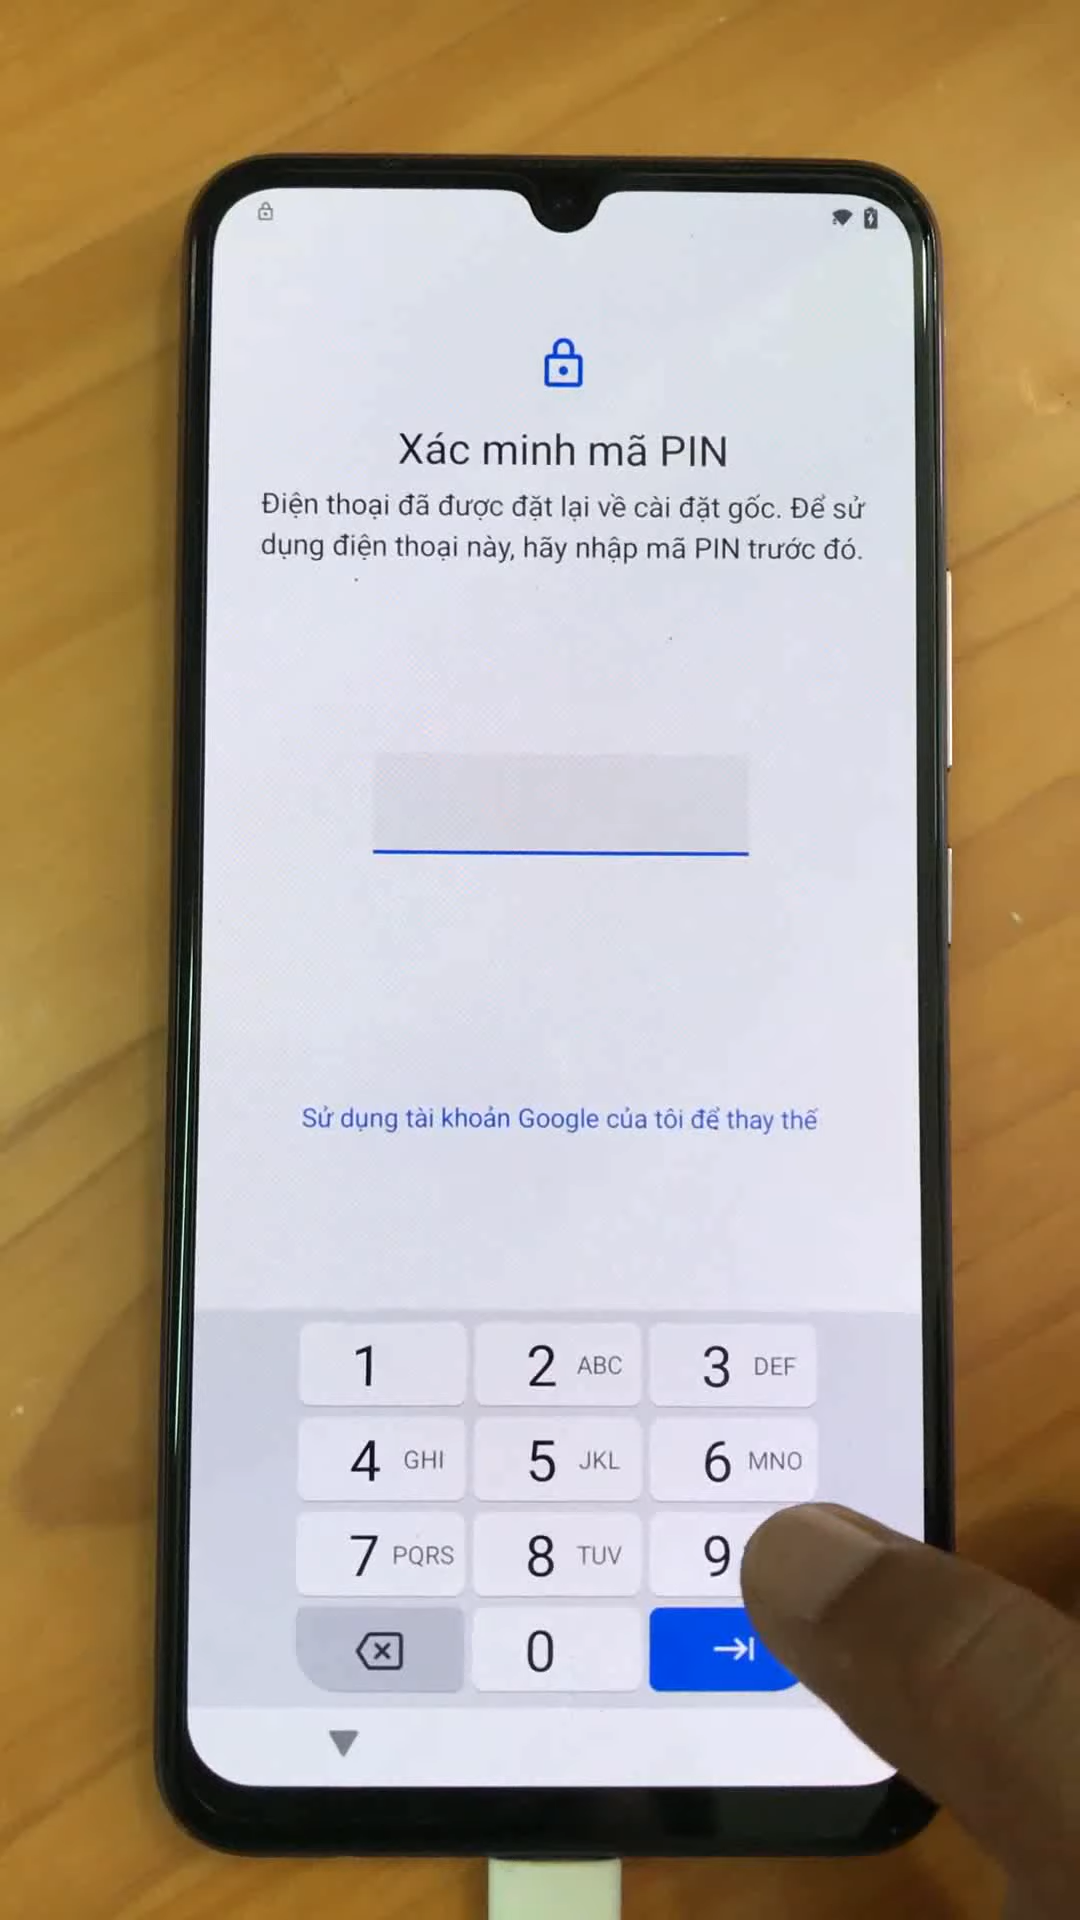 Xác minh mã PIN
Điện thoại đã được đặt lại về cài đặt gốc. Để sử
dụng điện thoại này, hãy nhập mã PIN trước đó.
Sử dụng tài khoản Google của tôi để thay thế
1 2 ABC 3 DEF
4 GHI 5 JKL 6 MNO
7 PQRS 8 TUV 9
0